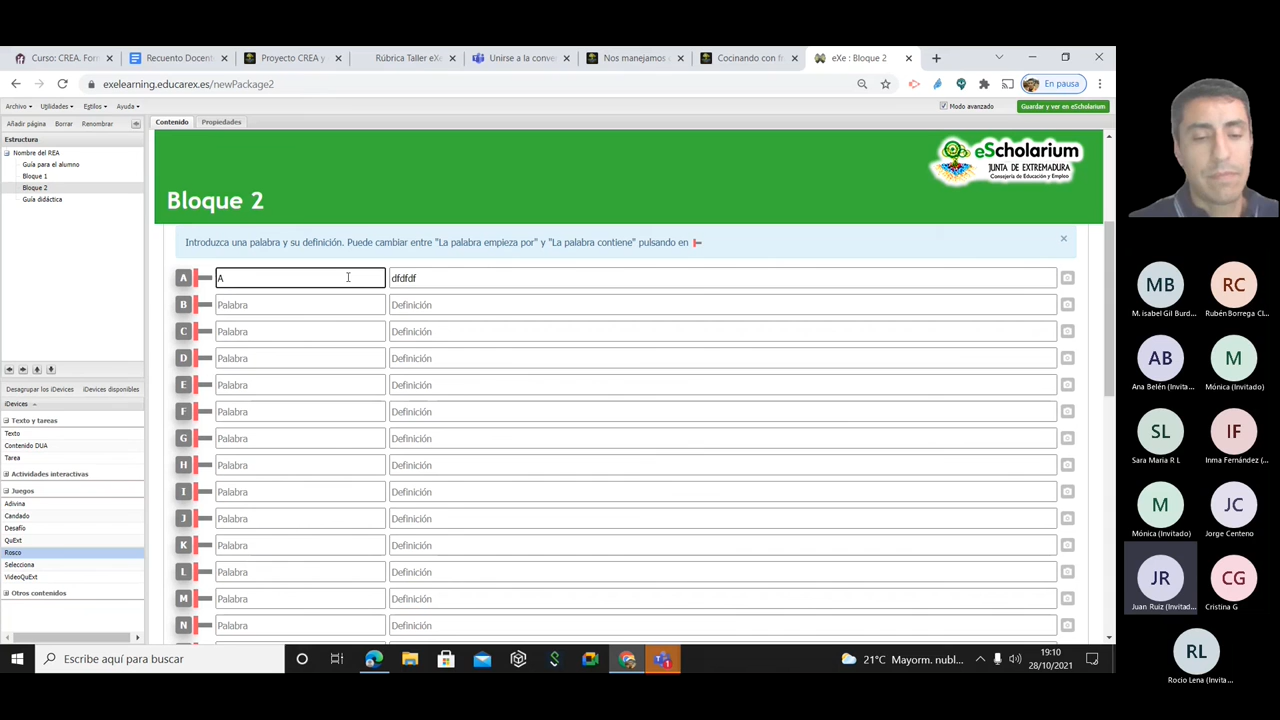 Curso: CREA. For
Recuento Docent
Proyecto CREA y
Rúbrica Taller eXe
Unirse a la conve
Nos manejamos
Cocinando con f
eXe : Bloque 2
exelearning.educarex.es/newPackage2
En pausa
Archivo
Utilidades
Estilos
Ayuda
Modo avanzado
Guardar y ver en eScholarium
Añadir página
Borrar
Renombrar
Contenido
Propiedades
Estructura
Nombre del REA
Guía para el alumno
Bloque 1
Bloque 2
Guía didáctica
eScholarium
JUNTA DE EXTREMADURA
Consejería de Educación y Empleo
Bloque 2
Introduzca una palabra y su definición. Puede cambiar entre "La palabra empieza por" y "La palabra contiene" pulsando en
A A dfdfdf
B Palabra Definición
C Palabra Definición
D Palabra Definición
E Palabra Definición
F Palabra Definición
G Palabra Definición
H Palabra Definición
I Palabra Definición
J Palabra Definición
K Palabra Definición
L Palabra Definición
M Palabra Definición
N Palabra Definición
Desagrupar los iDevices
iDevices disponibles
iDevices
Texto y tareas
Texto
Contenido DUA
Tarea
Actividades interactivas
Juegos
Adivina
Candado
Desafío
QuExt
Rosco
Selecciona
VideoQuExt
Otros contenidos
Escribe aquí para buscar
21°C Mayorm. nubl...
19:10
28/10/2021
MB
RC
M. isabel Gil Burd...
Rubén Borrega Cl...
AB
M
Ana Belén (Invita...
Mónica (Invitado)
SL
IF
Sara Maria R L
Inma Fernández (...
M
JC
Mónica (Invitado)
Jorge Centeno
JR
CG
Juan Ruiz (Invitad...
Cristina G
RL
Rocio Lena (Invita...